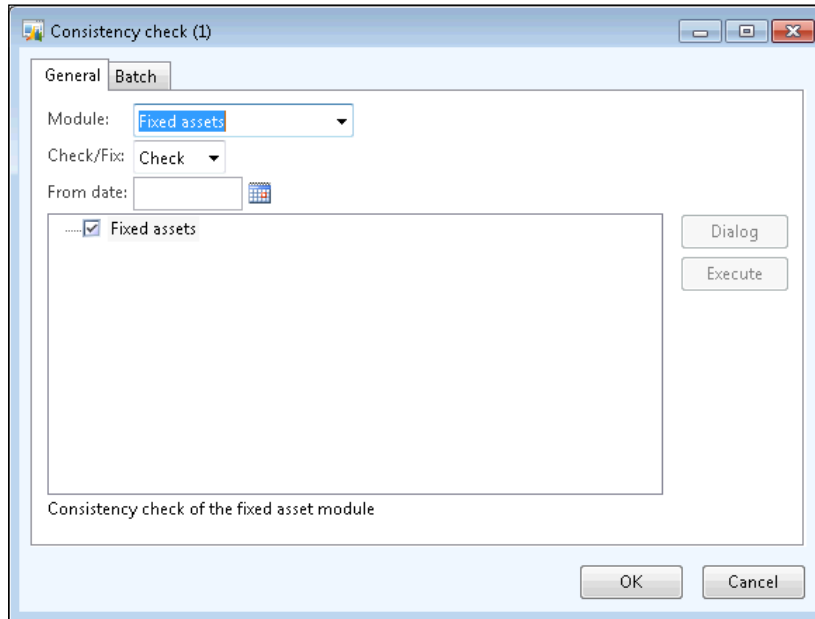 Consistency check (1)
General Batch
Module: Fixed assets
Check/Fix: Check
From date:
Fixed assets
Dialog
Execute
Consistency check of the fixed asset module
OK Cancel